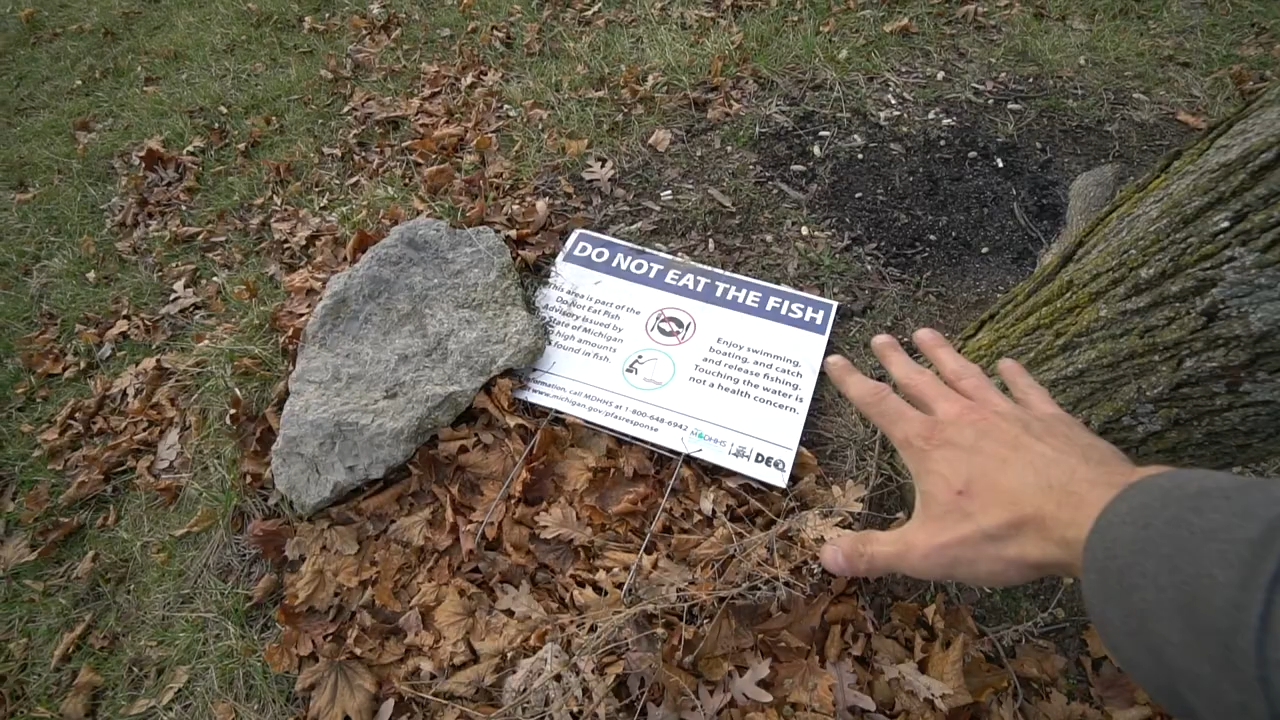 DO NOT EAT THE FISH
This area is part of the
Do Not Eat Fish
Advisory issued by
State of Michigan
high amounts
found in fish.
Enjoy swimming,
boating, and catch
and release fishing.
Touching the water is
not a health concern.
information, call MDHHS at 1-800-648-6942
www.michigan.gov/pfasresponse
MDHHS
DEQ